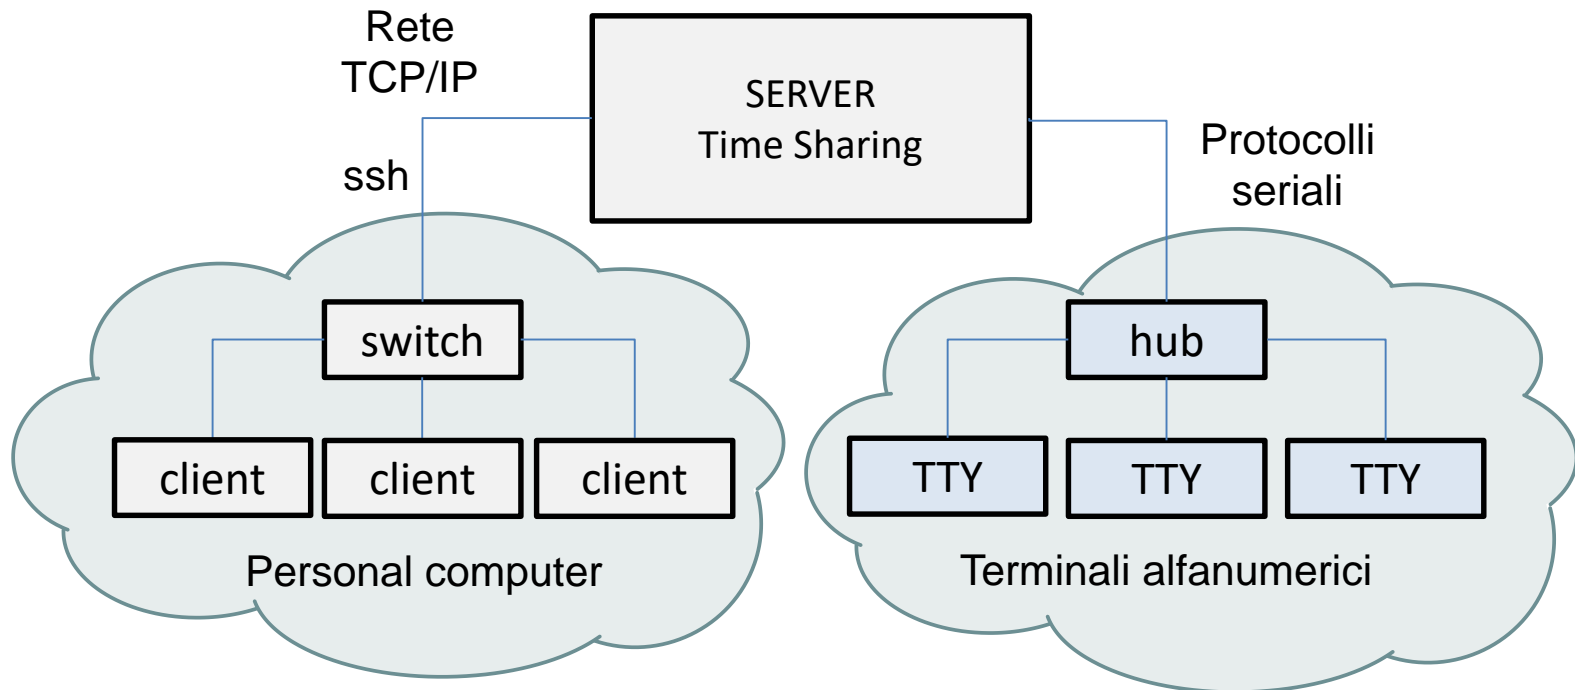 Rete
TCP/IP
SERVER
Time Sharing
Protocolli
seriali
ssh
switch
client
client
client
Personal computer
hub
TTY
TTY
TTY
Terminali alfanumerici